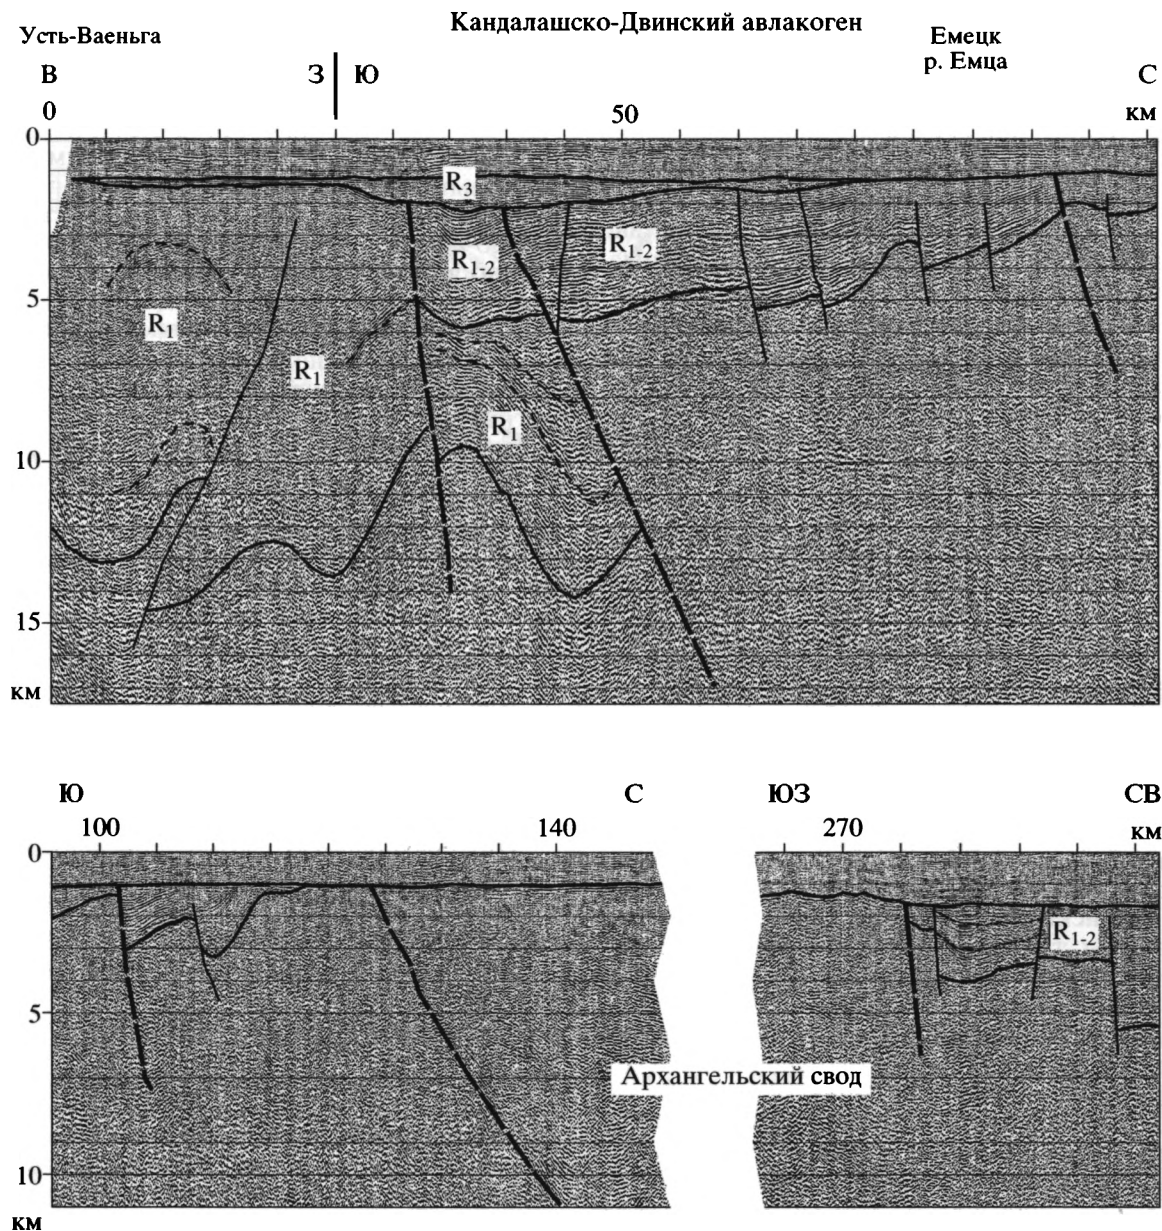 Кандалашско-Двинский авлакоген
Усть-Ваеньга
Емецк
р. Емца
В З Ю С
0 50 км
0
R3
R1-2 R1-2
5
R1
R1
R1
10
15
км
Ю С ЮЗ СВ
100 140 270 км
0
R1-2
5
Архангельский свод
10
км